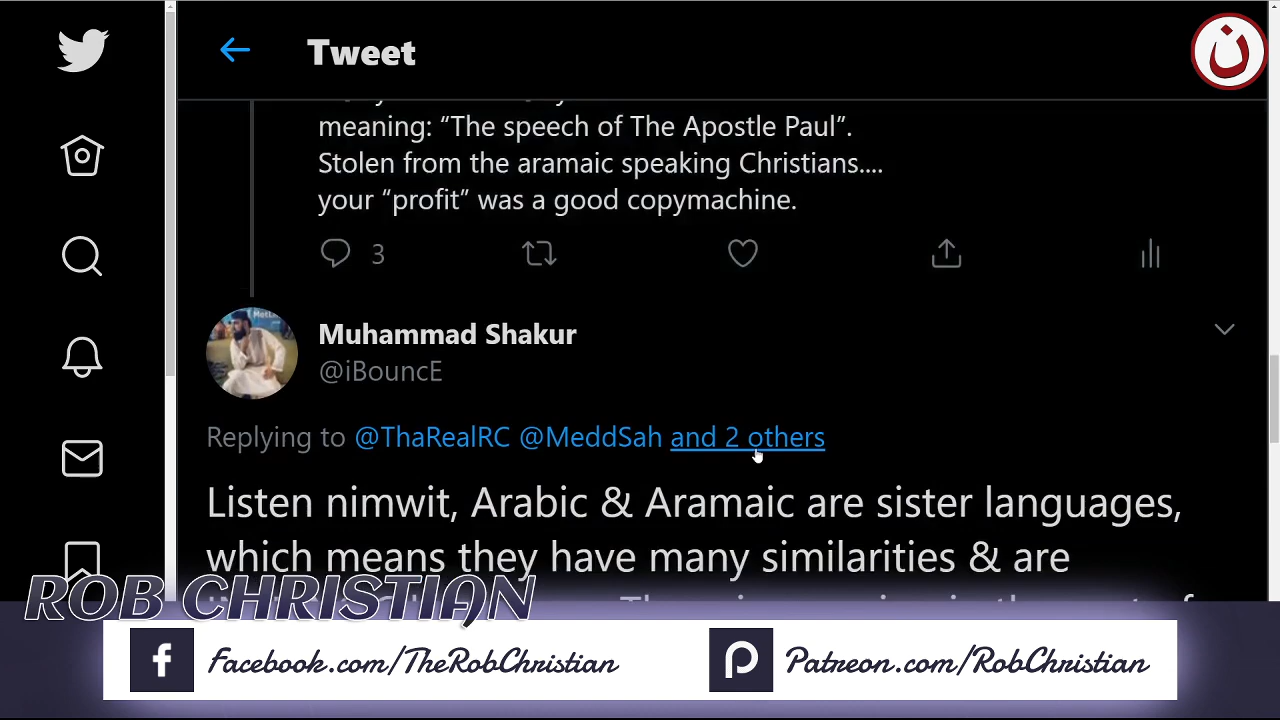 Tweet
ن
meaning: “The speech of The Apostle Paul”.
Stolen from the aramaic speaking Christians....
your “profit” was a good copymachine.
3
Muhammad Shakur
@iBouncE
Replying to @ThaRealRC @MeddSah and 2 others
Listen nimwit, Arabic & Aramaic are sister languages,
which means they have many similarities & are
ROB CHRISTIAN
Facebook.com/TheRobChristian
Patreon.com/RobChristian